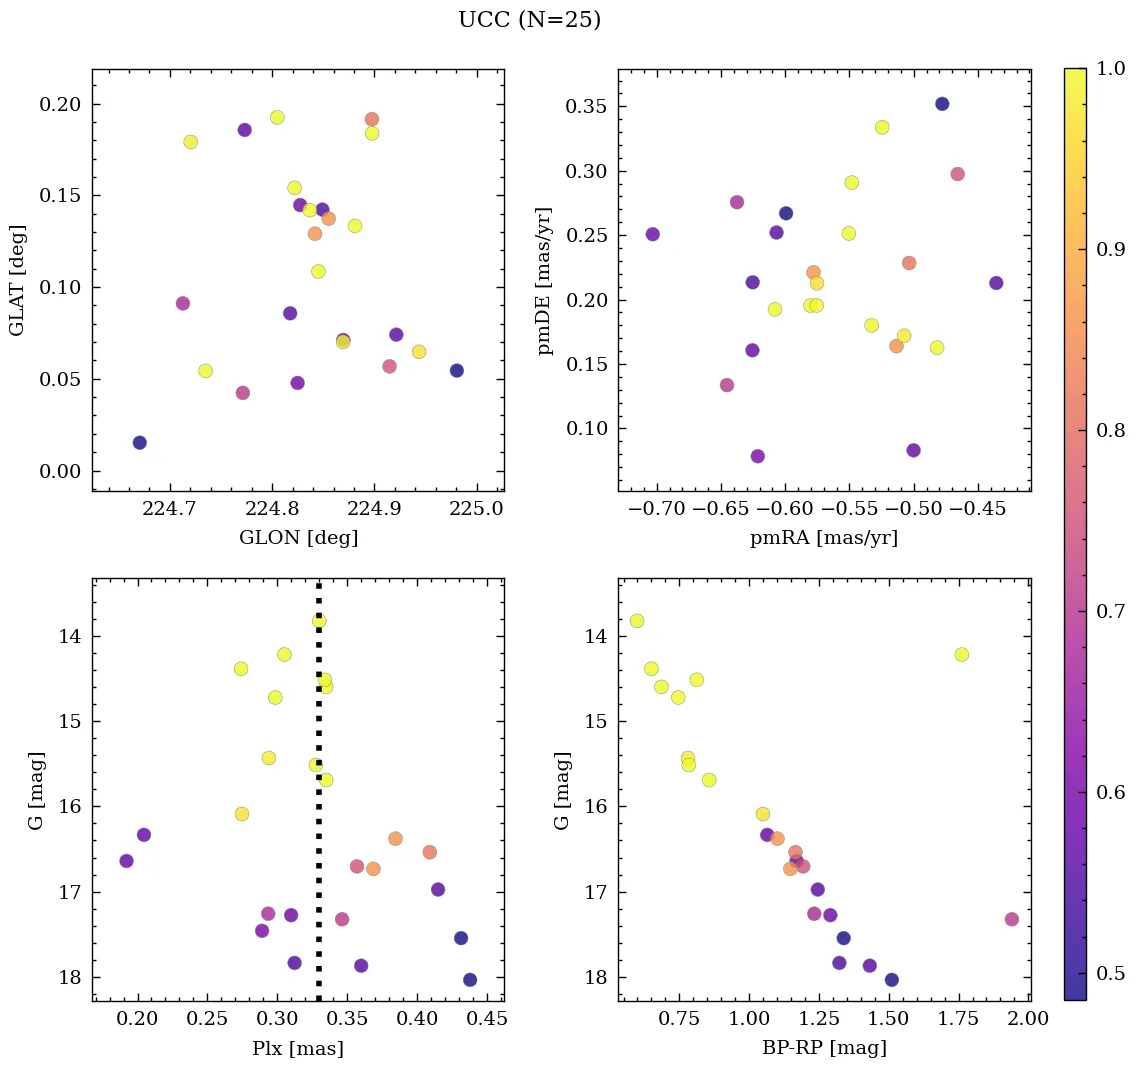 UCC (N=25)
0.20
0.15
0.10
0.05
0.00
GLAT [deg]
224.7 224.8 224.9 225.0
GLON [deg]
0.35
0.30
0.25
0.20
0.15
0.10
pmDE [mas/yr]
−0.70 −0.65 −0.60 −0.55 −0.50 −0.45
pmRA [mas/yr]
14
15
16
17
18
G [mag]
0.20 0.25 0.30 0.35 0.40 0.45
Plx [mas]
14
15
16
17
18
G [mag]
0.75 1.00 1.25 1.50 1.75 2.00
BP-RP [mag]
1.0
0.9
0.8
0.7
0.6
0.5